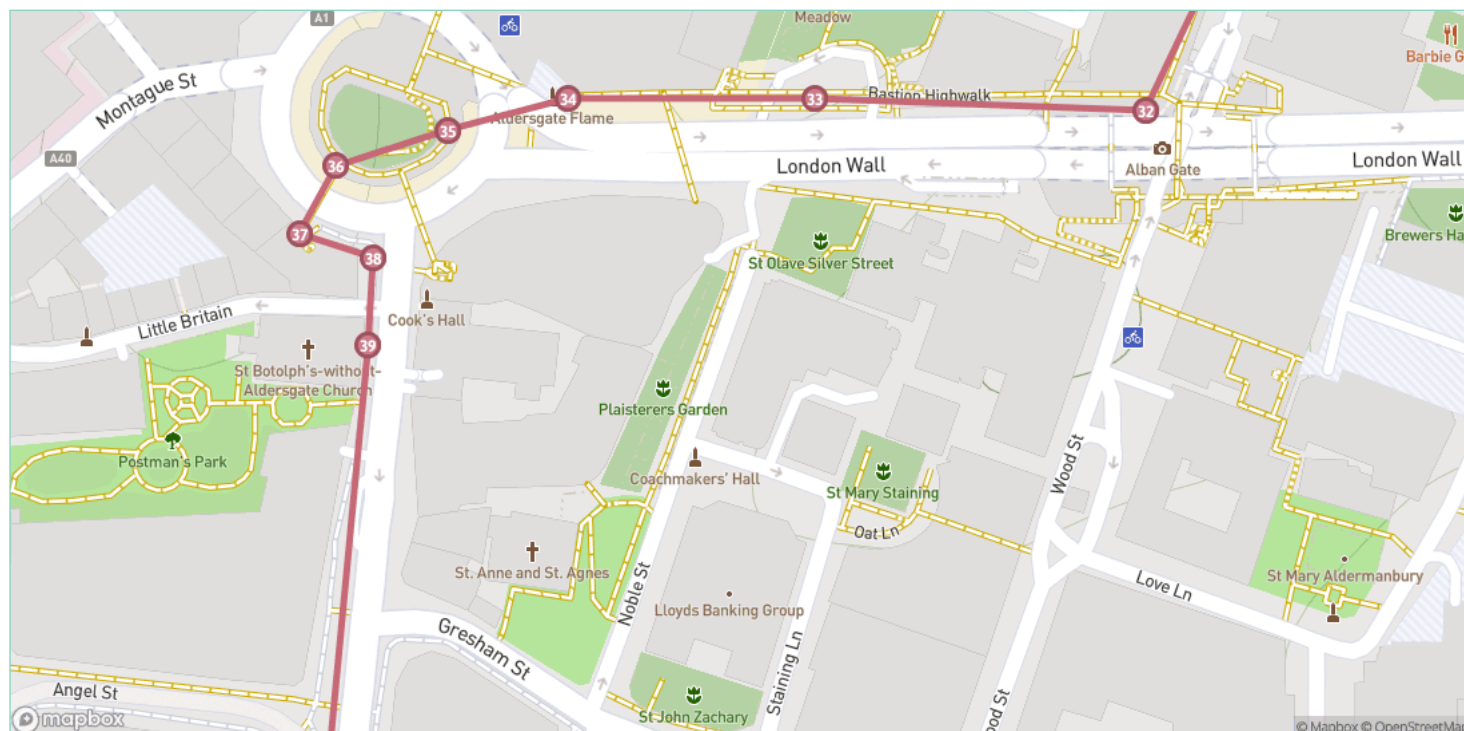 A1
Meadow
Barbie G
Montague St
34
33
Bastion Highwalk
32
Aldersgate Flame
35
A40
36
London Wall
London Wall
Alban Gate
37
38
St Olave Silver Street
Brewers Ha
Little Britain
Cook's Hall
39
St Botolph's-without-
Aldersgate Church
Plaisterers Garden
Postman's Park
Wood St
Coachmakers' Hall
St Mary Staining
Oat Ln
St. Anne and St. Agnes
St Mary Aldermanbury
Love Ln
Noble St
Lloyds Banking Group
Gresham St
Staining Ln
Angel St
St John Zachary
ood St
mapbox
© Mapbox © OpenStreetMap